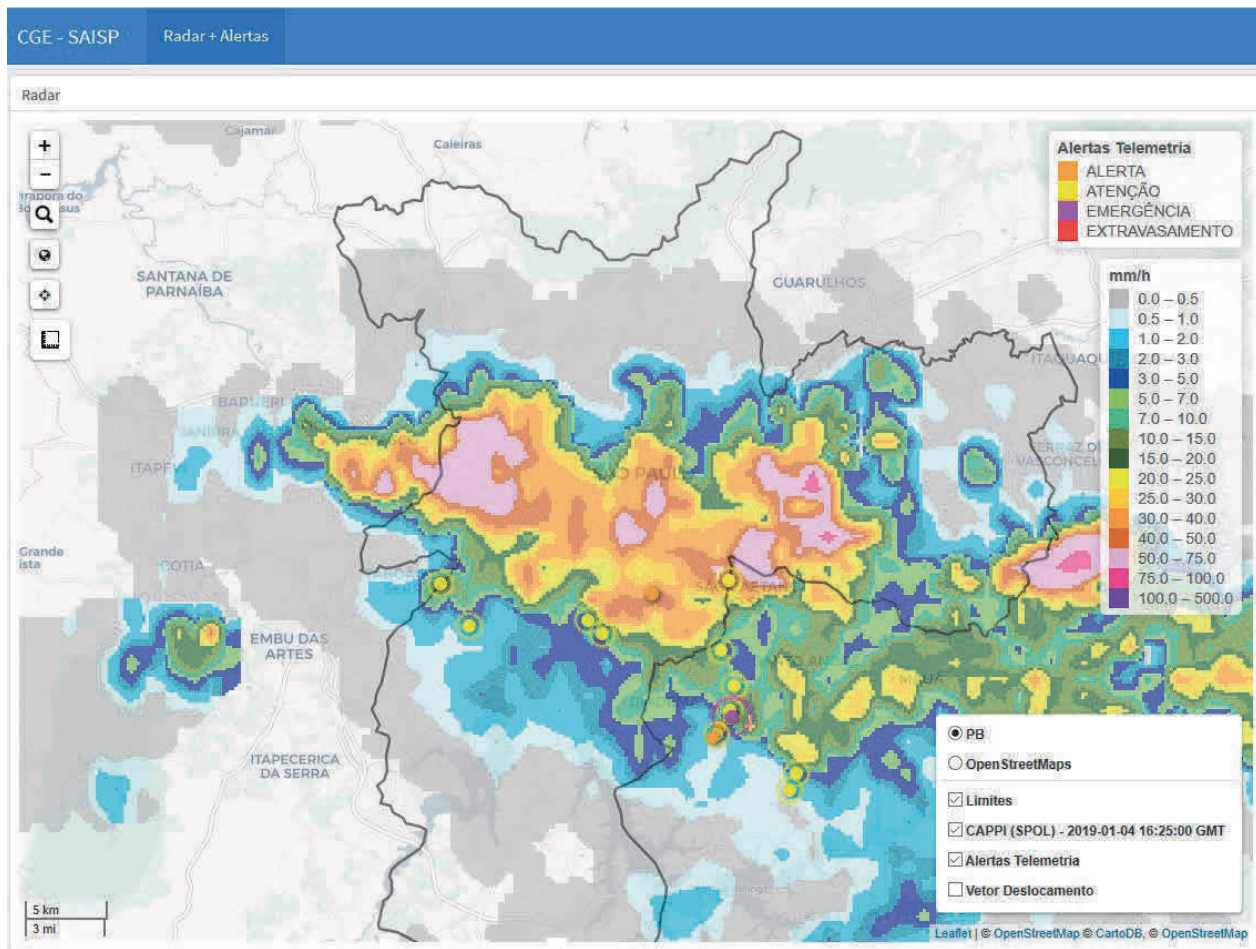 CGE - SAISP
Radar + Alertas
Radar
+
−
Cajamar
Caieiras
SANTANA DE
PARNAÍBA
GUARULHOS
BARUERI
ITAPEVI
Grande
COTIA
EMBU DAS
ARTES
ITAPECERICA
DA SERRA
Alertas Telemetria
ALERTA
ATENÇÃO
EMERGÊNCIA
EXTRAVASAMENTO
mm/h
0.0 – 0.5
0.5 – 1.0
1.0 – 2.0
2.0 – 3.0
3.0 – 5.0
5.0 – 7.0
7.0 – 10.0
10.0 – 15.0
15.0 – 20.0
20.0 – 25.0
25.0 – 30.0
30.0 – 40.0
40.0 – 50.0
50.0 – 75.0
75.0 – 100.0
100.0 – 500.0
PB
OpenStreetMaps
Limites
CAPPI (SPOL) - 2019-01-04 16:25:00 GMT
Alertas Telemetria
Vetor Deslocamento
5 km
3 mi
Leaflet | © OpenStreetMap © CartoDB, © OpenStreetMap